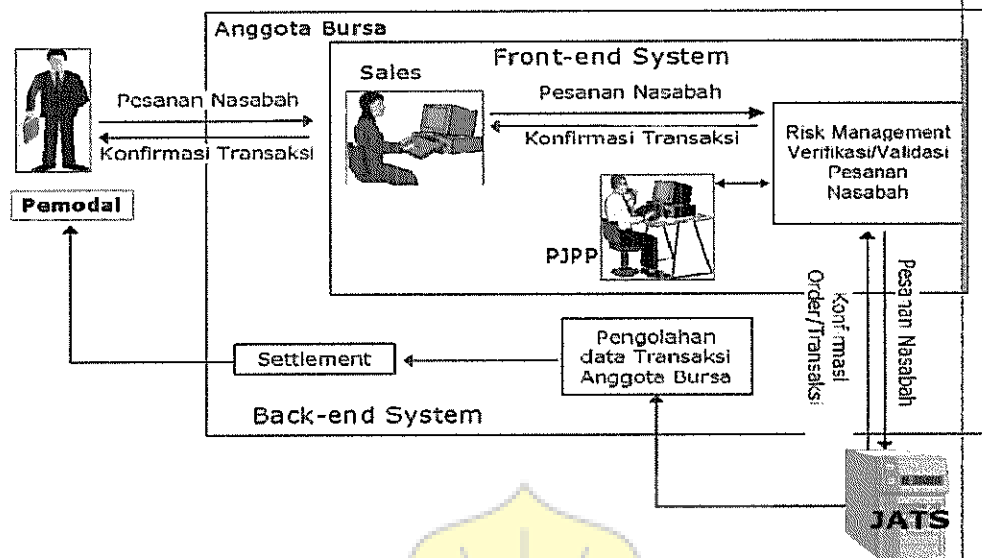 Anggota Bursa
Front-end System
Sales
Pesanan Nasabah
Konfirmasi Transaksi
Pesanan Nasabah
Konfirmasi Transaksi
Risk Management
Verifikasi/Validasi
Pesanan
Nasabah
Pemodal
PJPP
Konfirmasi
Order/Transaksi
Pesanan Nasabah
Settlement
Pengolahan
data Transaksi
Anggota Bursa
Back-end System
JATS